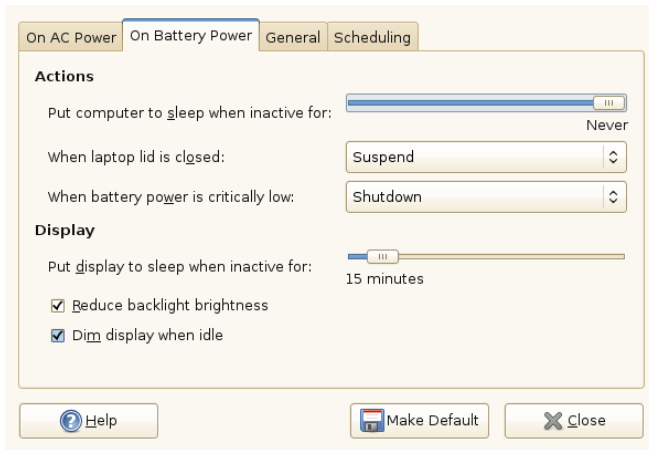 On AC Power On Battery Power General Scheduling
Actions
Put computer to sleep when inactive for:
Never
When laptop lid is closed: Suspend
When battery power is critically low: Shutdown
Display
Put display to sleep when inactive for:
15 minutes
Reduce backlight brightness
Dim display when idle
Help Make Default Close